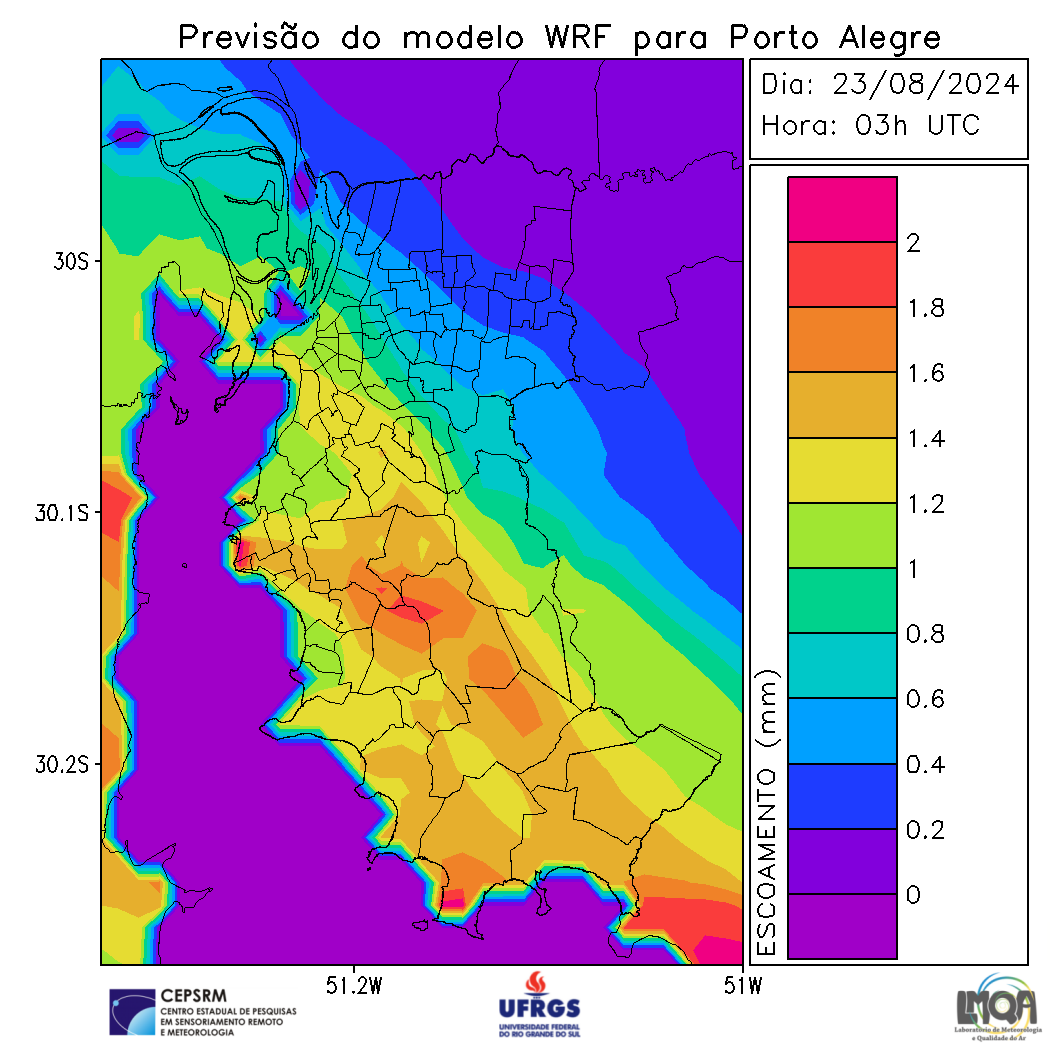 Previsão do modelo WRF para Porto Alegre
Dia: 23/08/2024
Hora: 03h UTC
30S
30.1S
30.2S
51.2W
51W
ESCOAMENTO (mm)
2
1.8
1.6
1.4
1.2
1
0.8
0.6
0.4
0.2
0
CEPSRM
CENTRO ESTADUAL DE PESQUISAS
EM SENSORIAMENTO REMOTO
E METEOROLOGIA
UFRGS
UNIVERSIDADE FEDERAL
DO RIO GRANDE DO SUL
LMQA
Laboratório de Meteorologia
e Qualidade do Ar